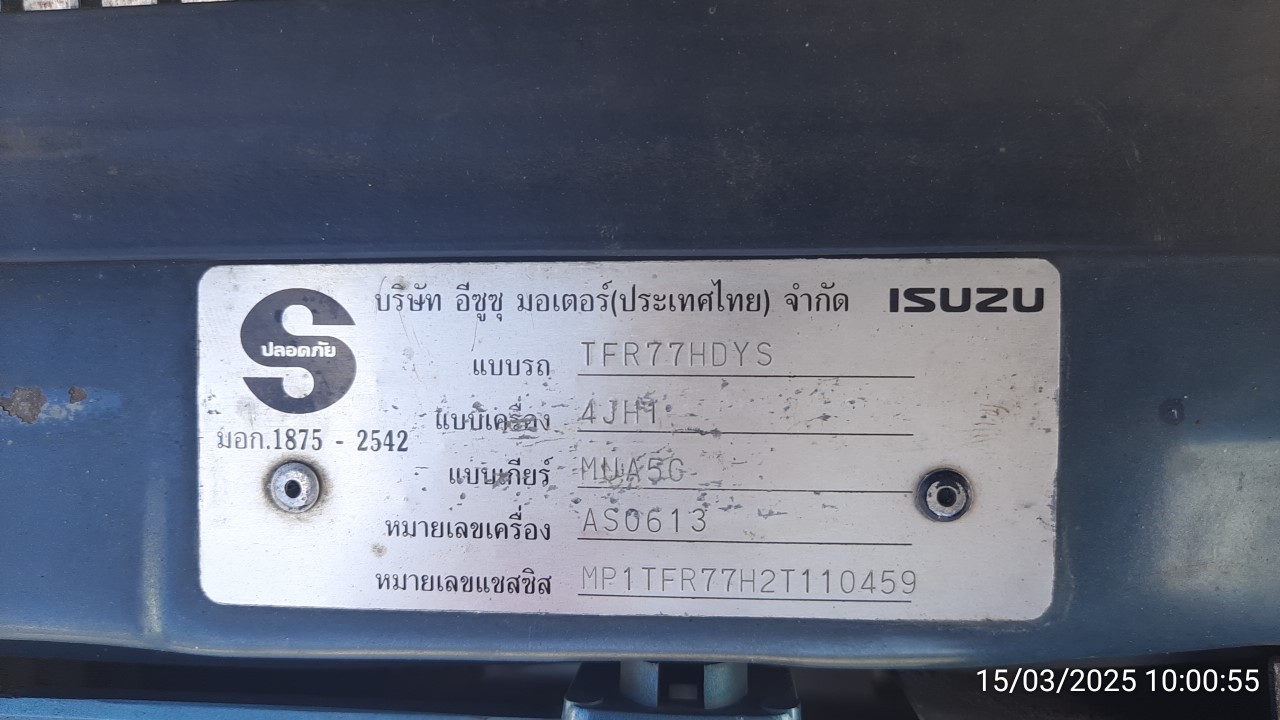 บริษัท อีซูซุ มอเตอร์(ประเทศไทย) จำกัด ISUZU
ปลอดภัย
แบบรถ TFR77HDYS
แบบเครื่อง 4JH1
มอก.1875 - 2542
แบบเกียร์ MUA5G
หมายเลขเครื่อง AS0613
หมายเลขแชสซิส MP1TFR77H2T110459
15/03/2025 10:00:55